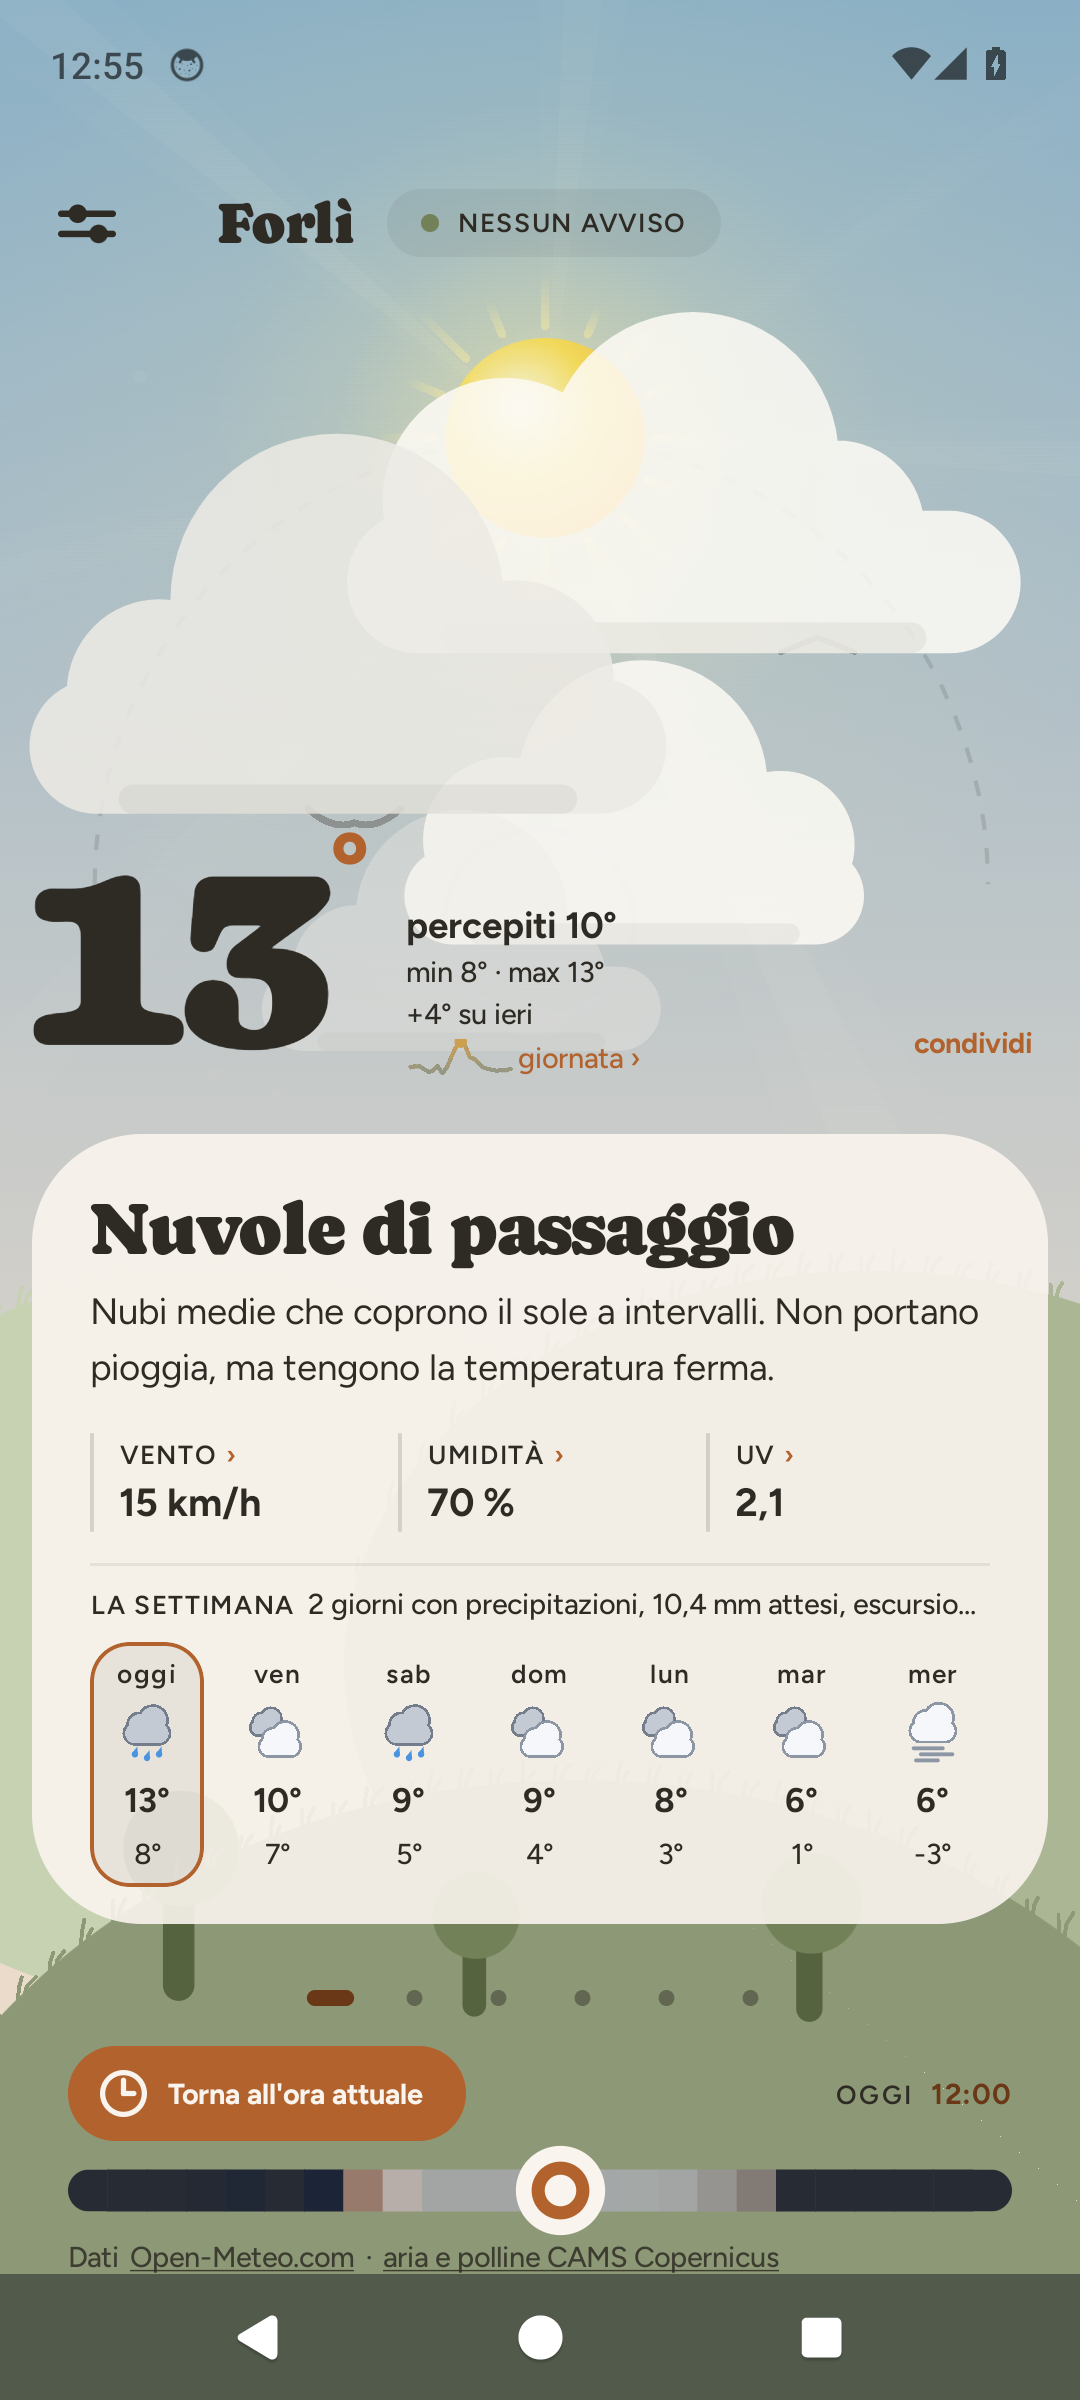 12:55
Forlì NESSUN AVVISO
13°
percepiti 10°
min 8° · max 13°
+4° su ieri
giornata ›
condividi
Nuvole di passaggio
Nubi medie che coprono il sole a intervalli. Non portano
pioggia, ma tengono la temperatura ferma.
VENTO › UMIDITÀ › UV ›
15 km/h 70 % 2,1
LA SETTIMANA 2 giorni con precipitazioni, 10,4 mm attesi, escursio...
oggi ven sab dom lun mar mer
13° 10° 9° 9° 8° 6° 6°
8° 7° 5° 4° 3° 1° -3°
Torna all'ora attuale OGGI 12:00
Dati Open-Meteo.com · aria e polline CAMS Copernicus